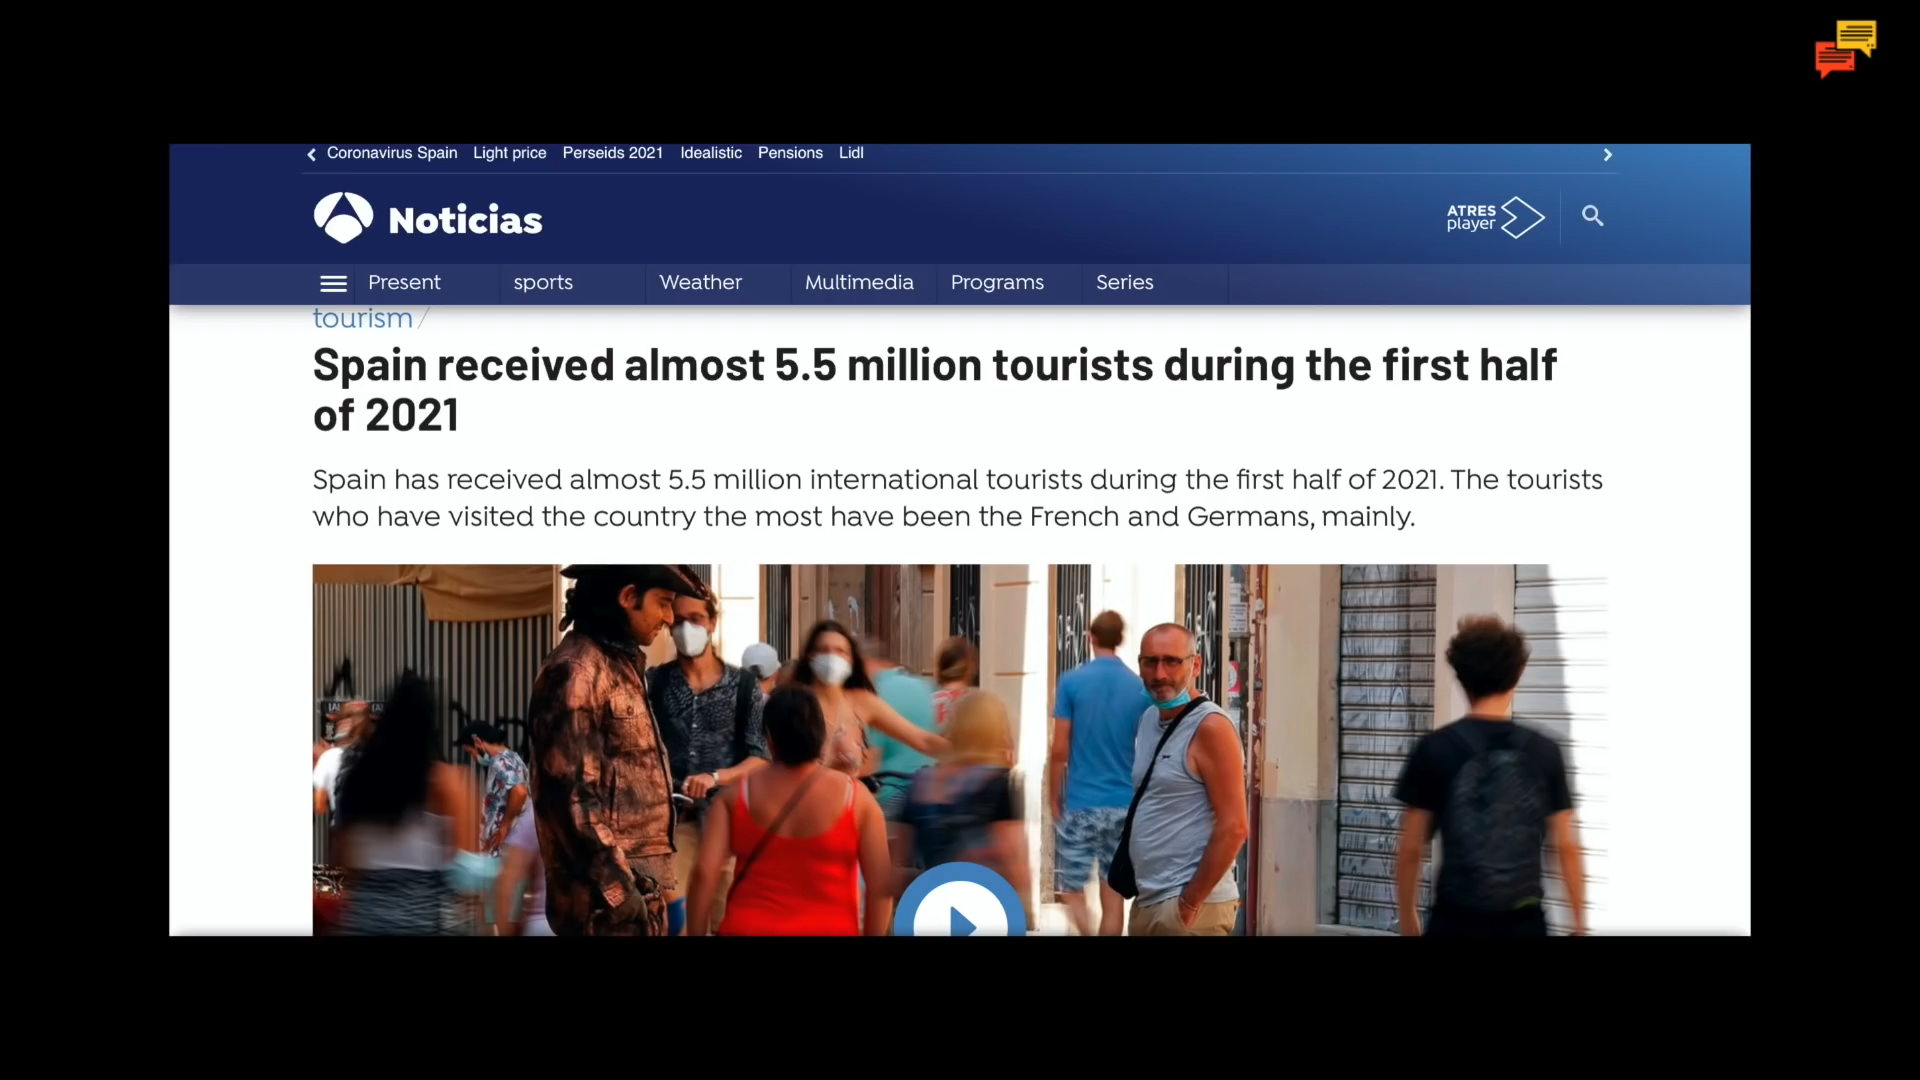 Coronavirus Spain Light price Perseids 2021 Idealistic Pensions Lidl
Noticias
ATRES
player
Present sports Weather Multimedia Programs Series
tourism /
Spain received almost 5.5 million tourists during the first half
of 2021
Spain has received almost 5.5 million international tourists during the first half of 2021. The tourists
who have visited the country the most have been the French and Germans, mainly.